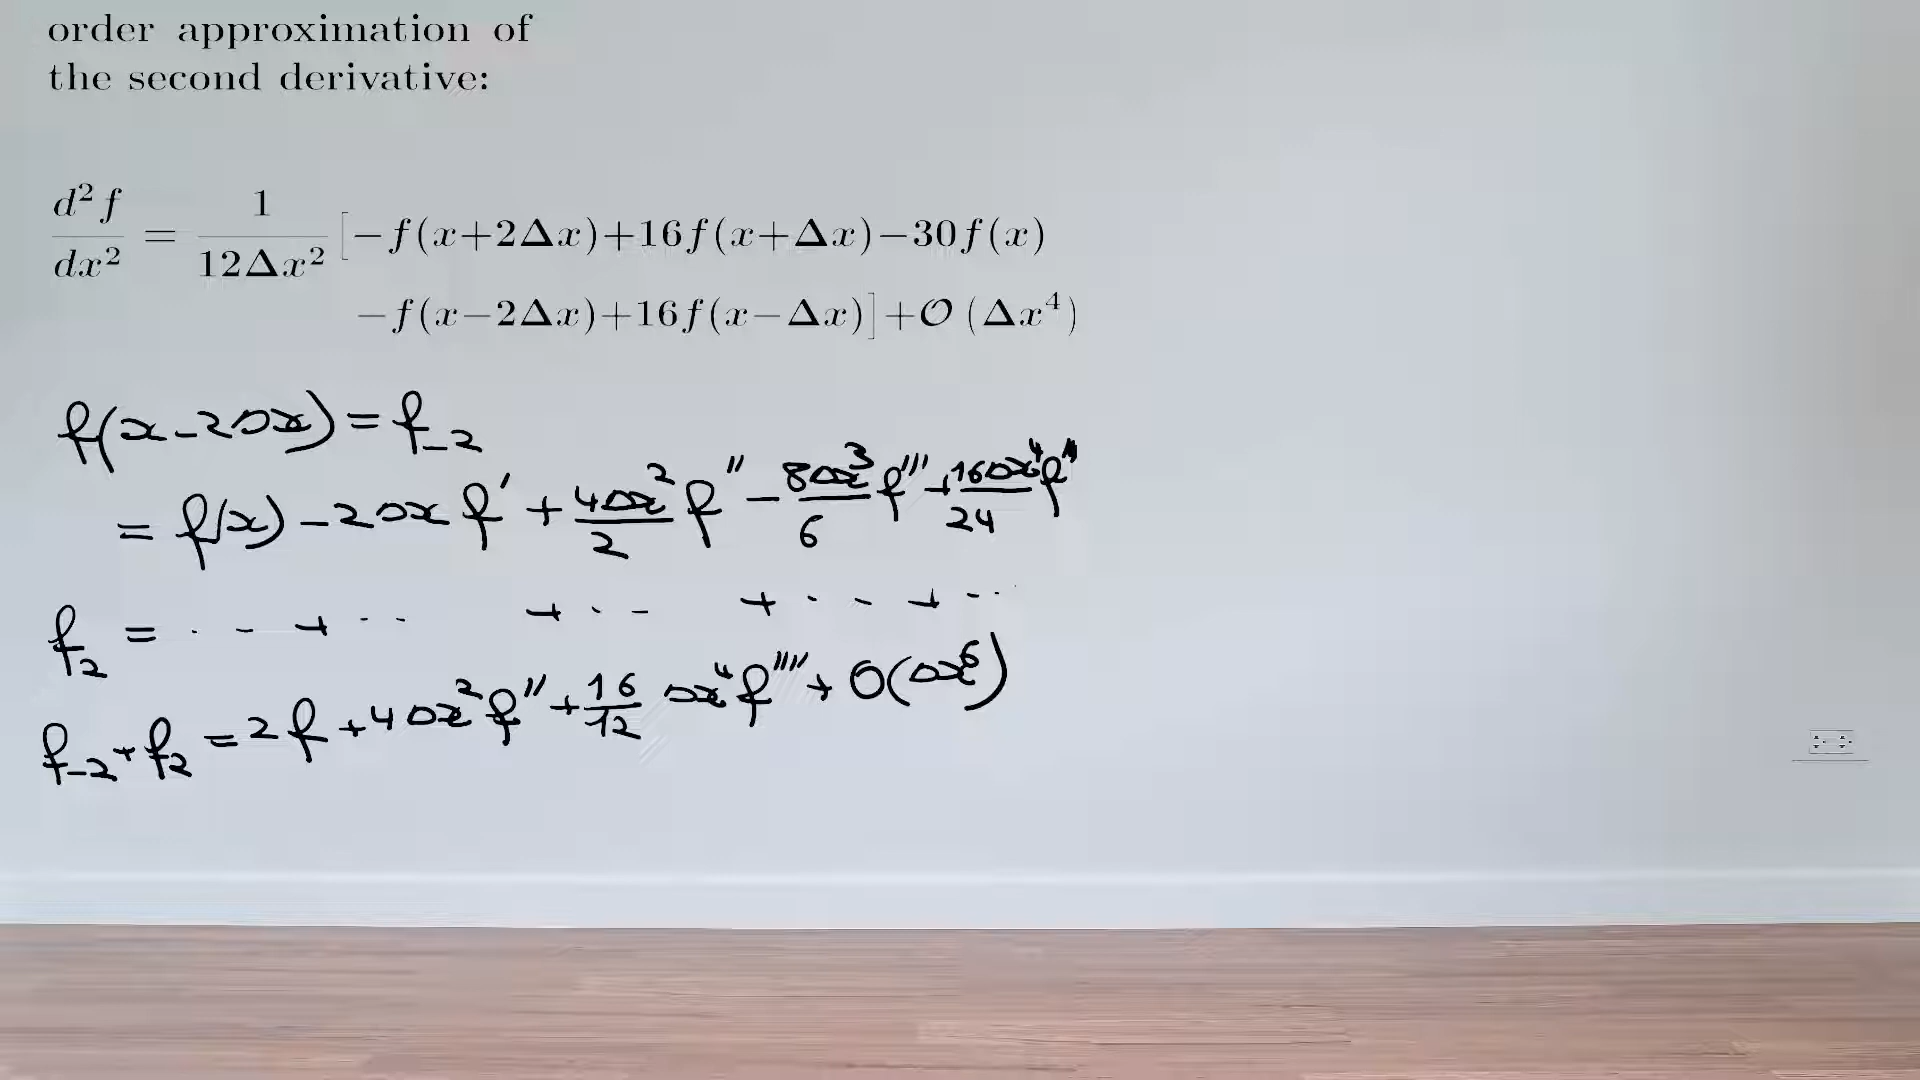 order approximation of
the second derivative:
d²f/dx² = 1/12Δx² [−f(x+2Δx)+16f(x+Δx)−30f(x)
−f(x−2Δx)+16f(x−Δx)]+𝒪(Δx⁴)
f(x-2Δx)=f₋₂
= f(x) - 2Δx f' + 4Δx²/2 f'' - 8Δx³/6 f''' + 16Δx⁴/24 f''''
f₂ = .. - + .. + .. - + . . - + - ..
f₋₂+f₂ = 2f + 4Δx² f'' + 16/12 Δx⁴ f'''' + O(Δx⁶)